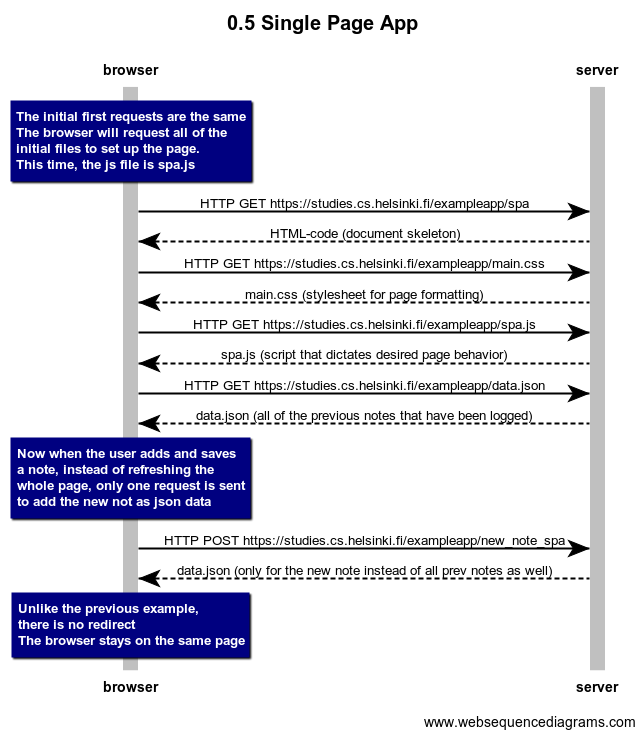 0.5 Single Page App
browser
server
The initial first requests are the same
The browser will request all of the
initial files to set up the page.
This time, the js file is spa.js
HTTP GET https://studies.cs.helsinki.fi/exampleapp/spa
HTML-code (document skeleton)
HTTP GET https://studies.cs.helsinki.fi/exampleapp/main.css
main.css (stylesheet for page formatting)
HTTP GET https://studies.cs.helsinki.fi/exampleapp/spa.js
spa.js (script that dictates desired page behavior)
HTTP GET https://studies.cs.helsinki.fi/exampleapp/data.json
data.json (all of the previous notes that have been logged)
Now when the user adds and saves
a note, instead of refreshing the
whole page, only one request is sent
to add the new not as json data
HTTP POST https://studies.cs.helsinki.fi/exampleapp/new_note_spa
data.json (only for the new note instead of all prev notes as well)
Unlike the previous example,
there is no redirect
The browser stays on the same page
browser
server
www.websequencediagrams.com